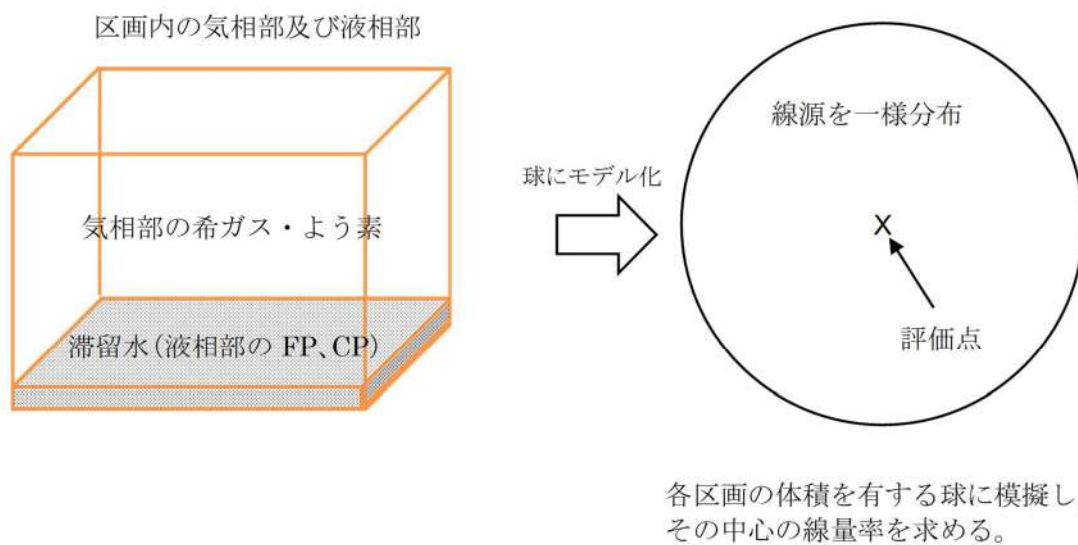 区画内の気相部及び液相部
線源を一様分布
球にモデル化
気相部の希ガス・よう素
X
滞留水(液相部の FP、CP)
評価点
各区画の体積を有する球に模擬し
その中心の線量率を求める。